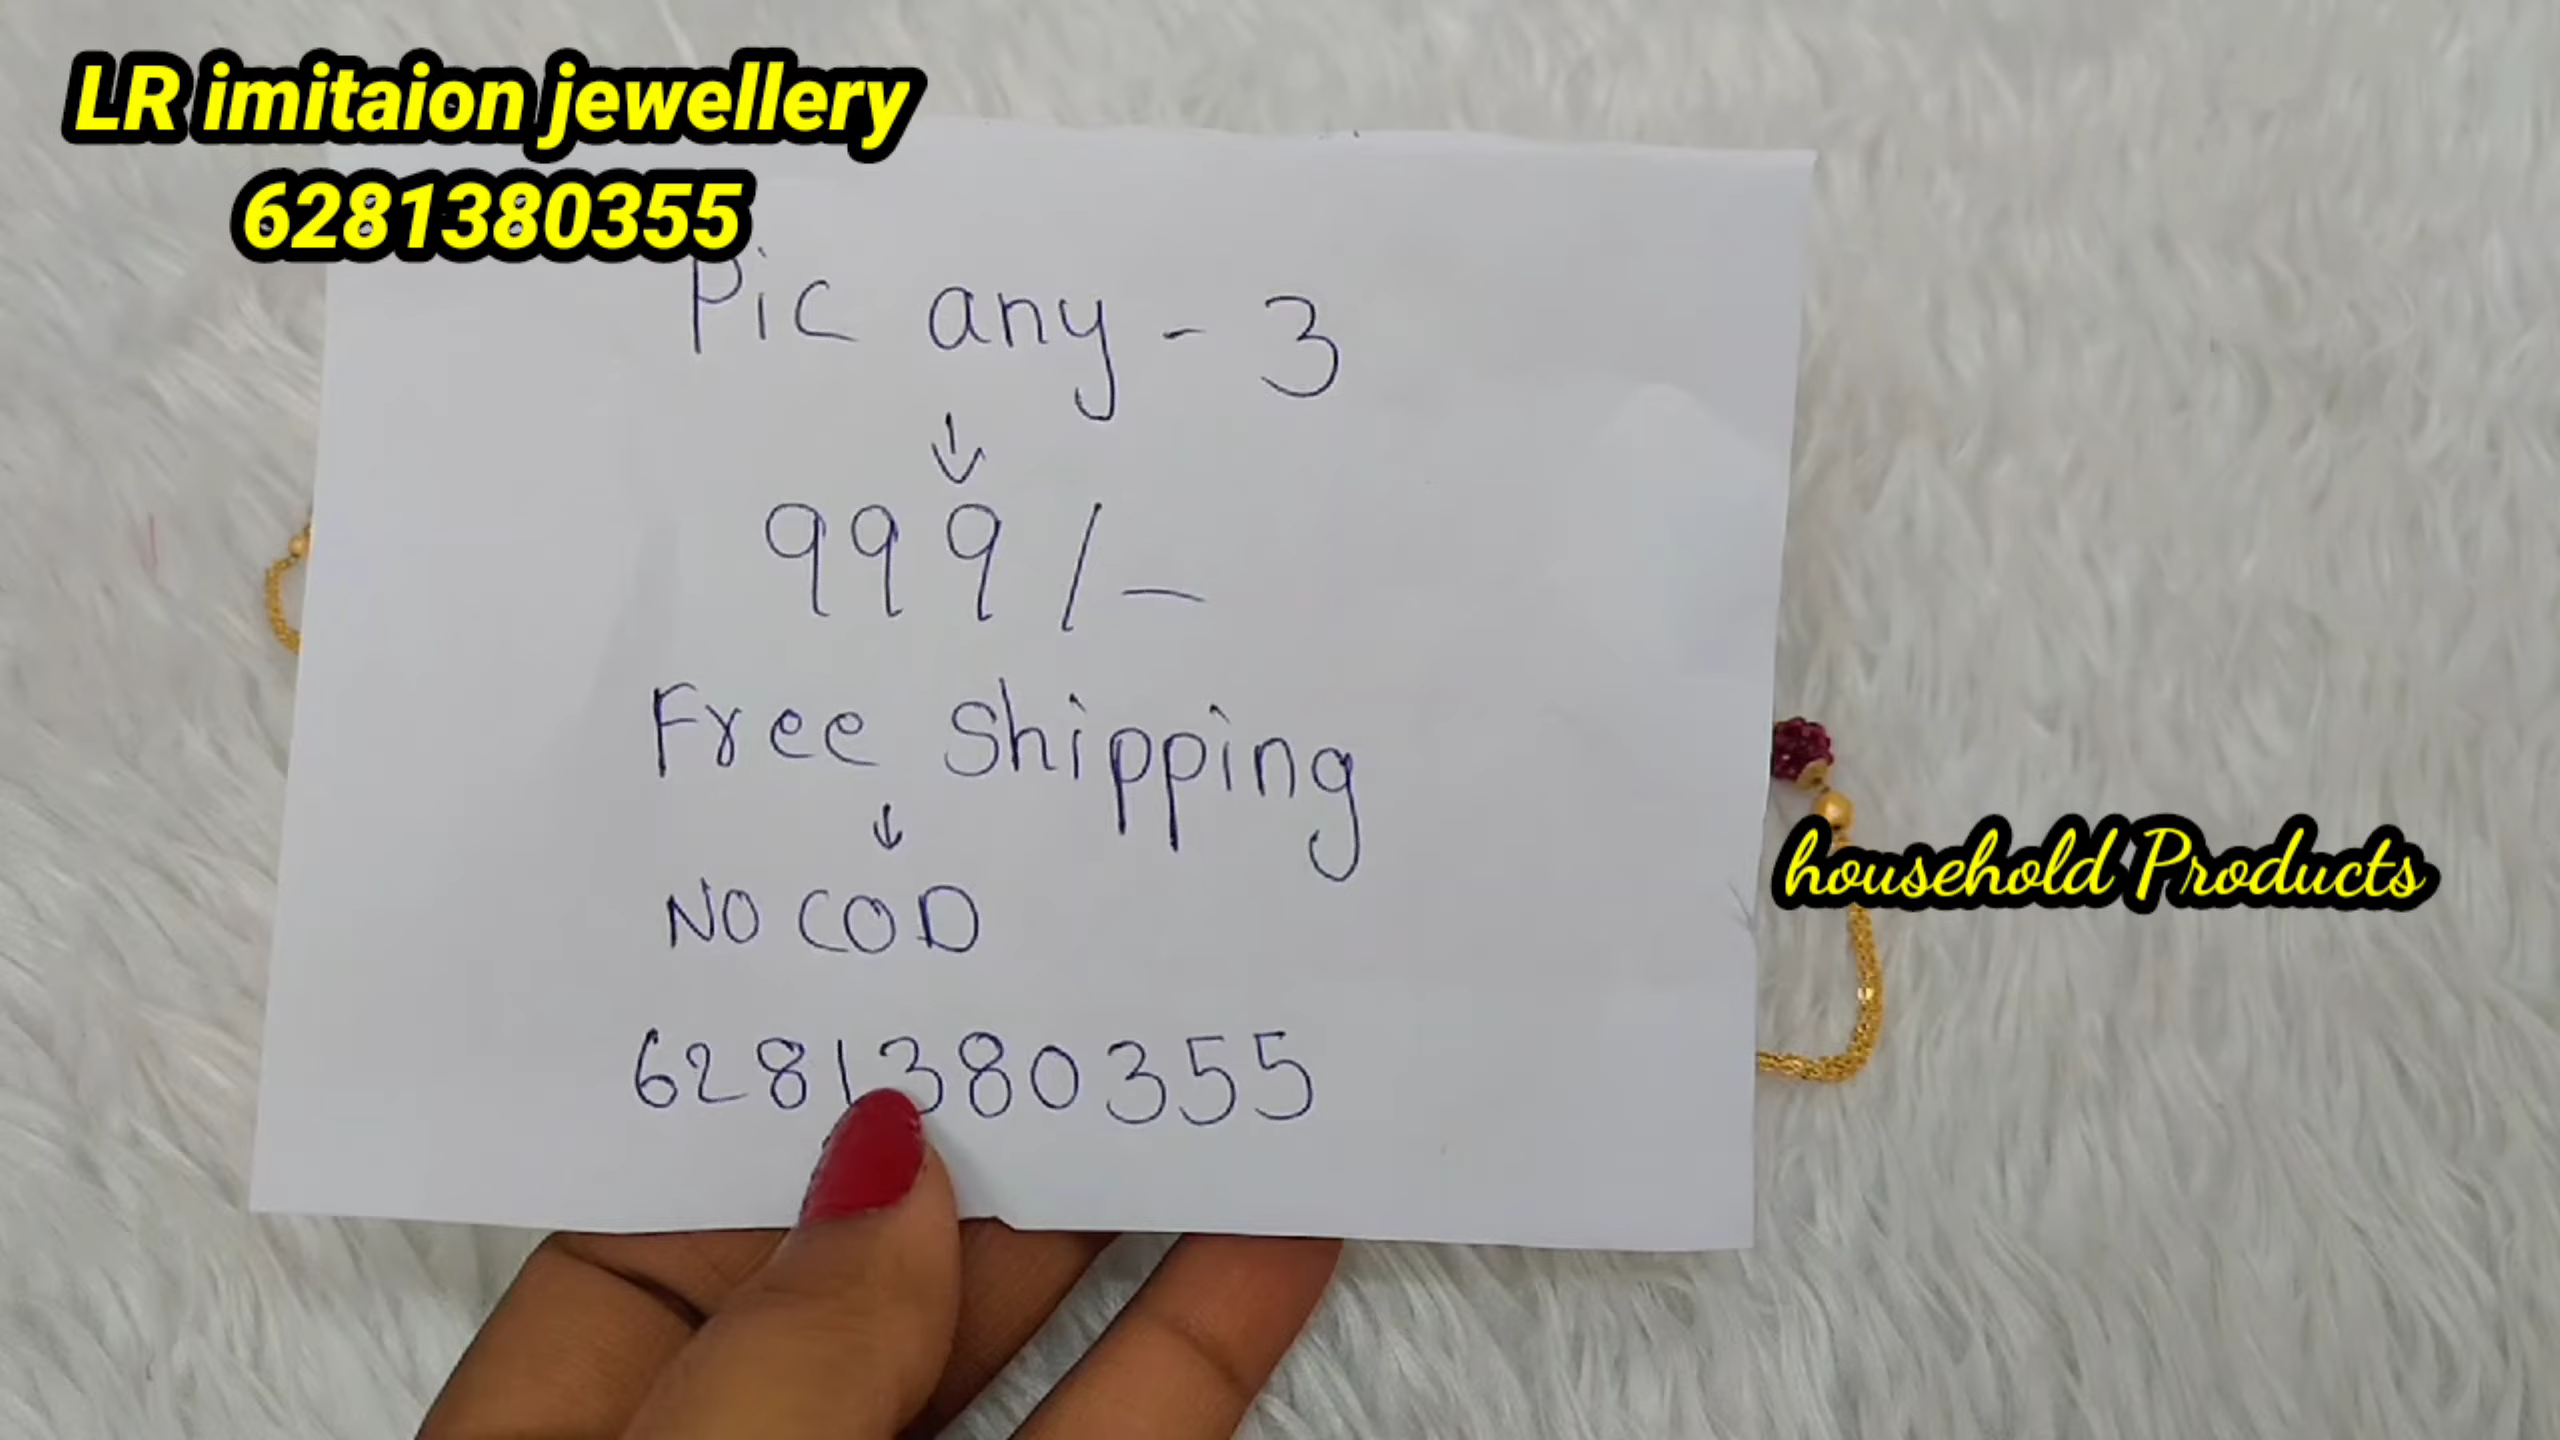 LR imitaion jewellery
6281380355
Pic any - 3
↓
999/-
Free Shipping
↓
NO COD
6281380355
household Products